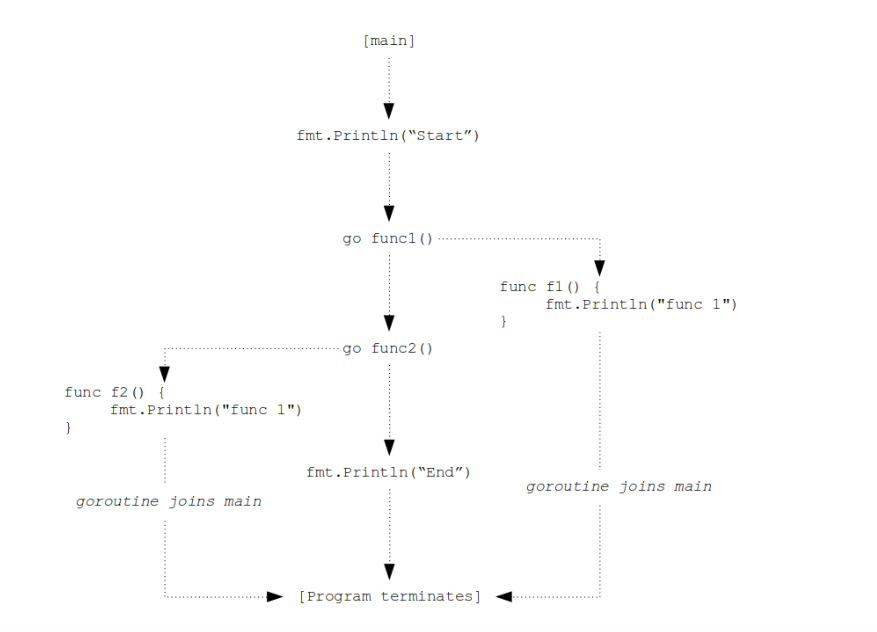 [main]
fmt.Println(“Start”)
go func1()
func f1() {
fmt.Println("func 1")
}
go func2()
func f2() {
fmt.Println("func 1")
}
fmt.Println(“End”)
goroutine joins main
goroutine joins main
[Program terminates]